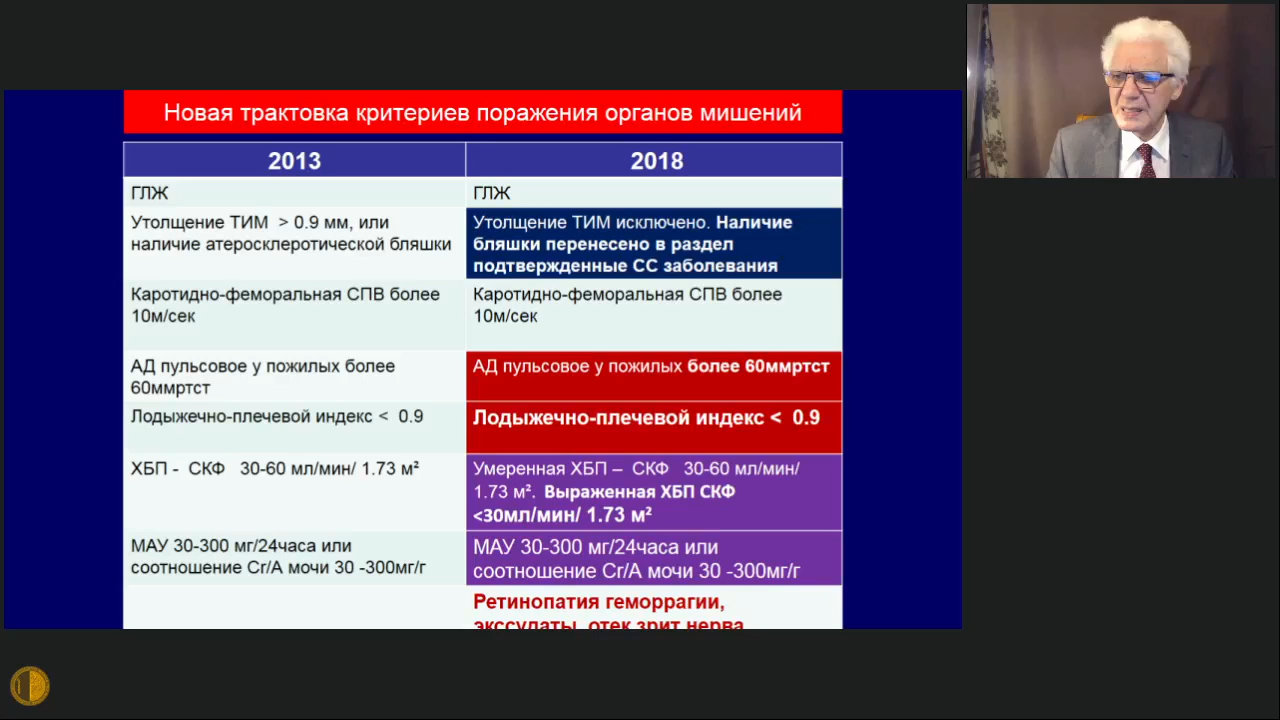 Новая трактовка критериев поражения органов мишений
2013
2018
ГЛЖ
ГЛЖ
Утолщение ТИМ > 0.9 мм, или
наличие атеросклеротической бляшки
Утолщение ТИМ исключено. Наличие
бляшки перенесено в раздел
подтвержденные СС заболевания
Каротидно-феморальная СПВ более
10м/сек
Каротидно-феморальная СПВ более
10м/сек
АД пульсовое у пожилых более
60ммртст
АД пульсовое у пожилых более 60ммртст
Лодыжечно-плечевой индекс < 0.9
Лодыжечно-плечевой индекс < 0.9
ХБП - СКФ 30-60 мл/мин/ 1.73 м²
Умеренная ХБП – СКФ 30-60 мл/мин/
1.73 м². Выраженная ХБП СКФ
<30мл/мин/ 1.73 м²
МАУ 30-300 мг/24часа или
соотношение Cr/A мочи 30 -300мг/г
МАУ 30-300 мг/24часа или
соотношение Cr/A мочи 30 -300мг/г
Ретинопатия геморрагии,
экссудаты, отек зрит нерва